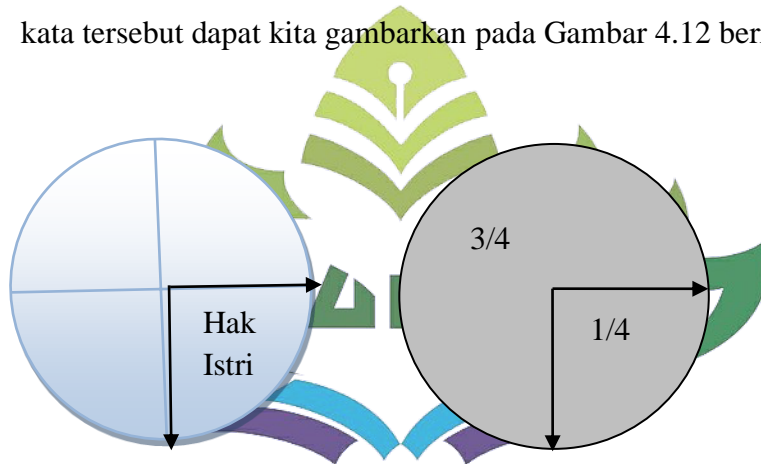 kata tersebut dapat kita gambarkan pada Gambar 4.12 ber
3/4
Hak
Istri
1/4